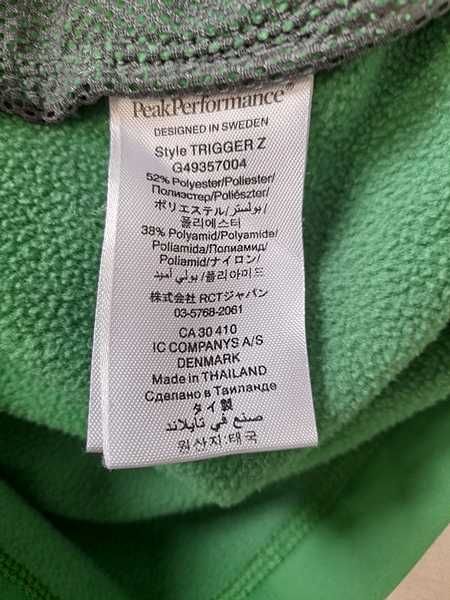 PeakPerformance
DESIGNED IN SWEDEN
Style TRIGGER Z
G49357004
52% Polyester/Poliester/
Полиэстер/Poliészter/
ポリエステル/بولستر/
폴리에스터
38% Polyamid/Polyamide/
Poliamida/Полиамид/
Poliamid/ナイロン/
بولي أميد/폴리아미드
株式会社 RCTジャパン
03-5768-2061
CA 30 410
IC COMPANYS A/S
DENMARK
Made in THAILAND
Сделано в Таиланде
タイ製
صنع في تايلاند
원산지:태국